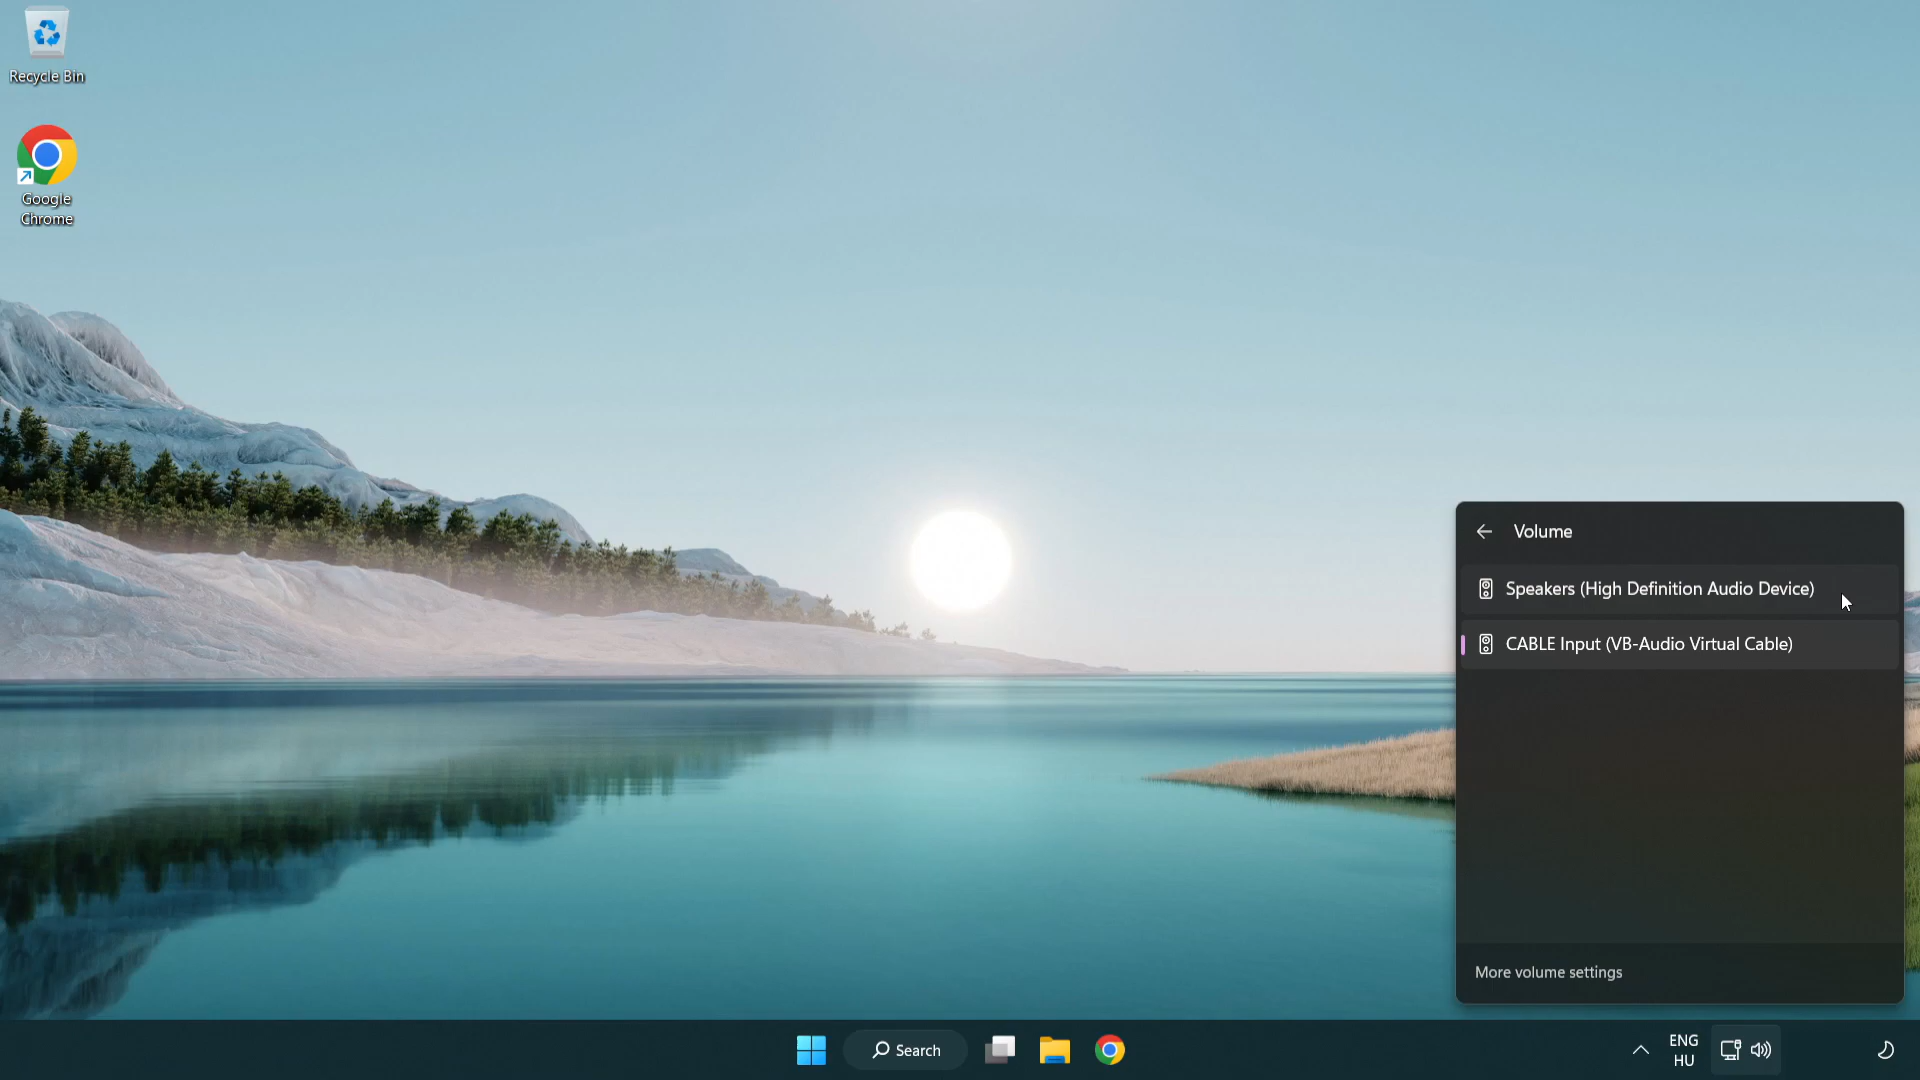 Recycle Bin
Google
Chrome
Volume
Speakers (High Definition Audio Device)
CABLE Input (VB-Audio Virtual Cable)
More volume settings
Search
ENG
HU